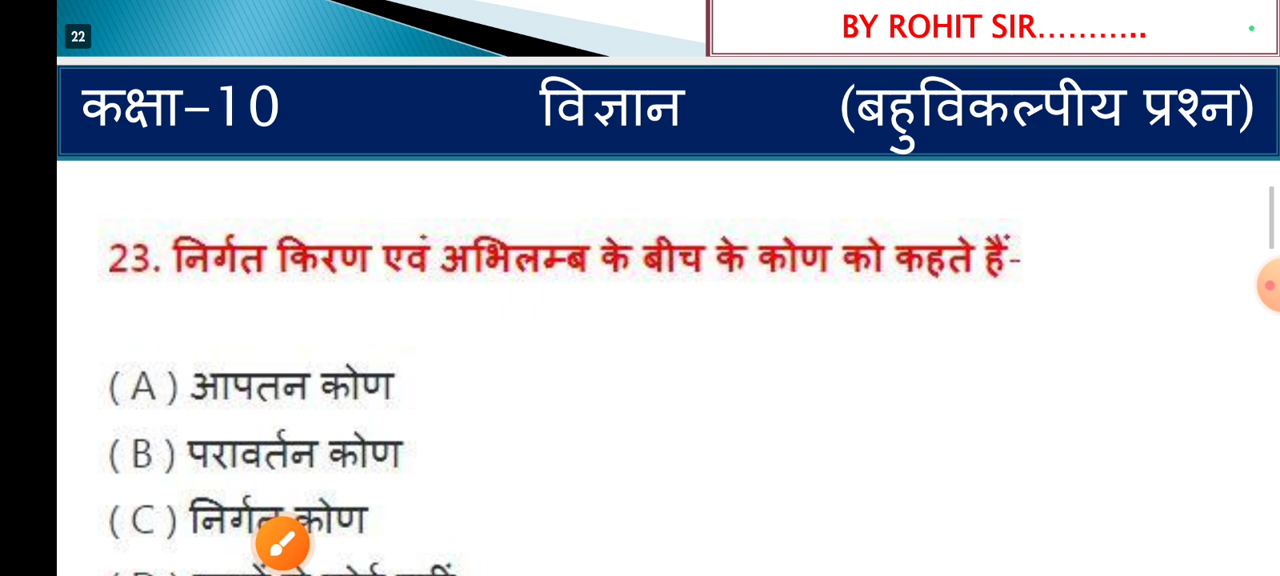 22
BY ROHIT SIR………..
कक्षा–10 विज्ञान (बहुविकल्पीय प्रश्न)
23. निर्गत किरण एवं अभिलम्ब के बीच के कोण को कहते हैं-
( A ) आपतन कोण
( B ) परावर्तन कोण
( C ) निर्गत कोण